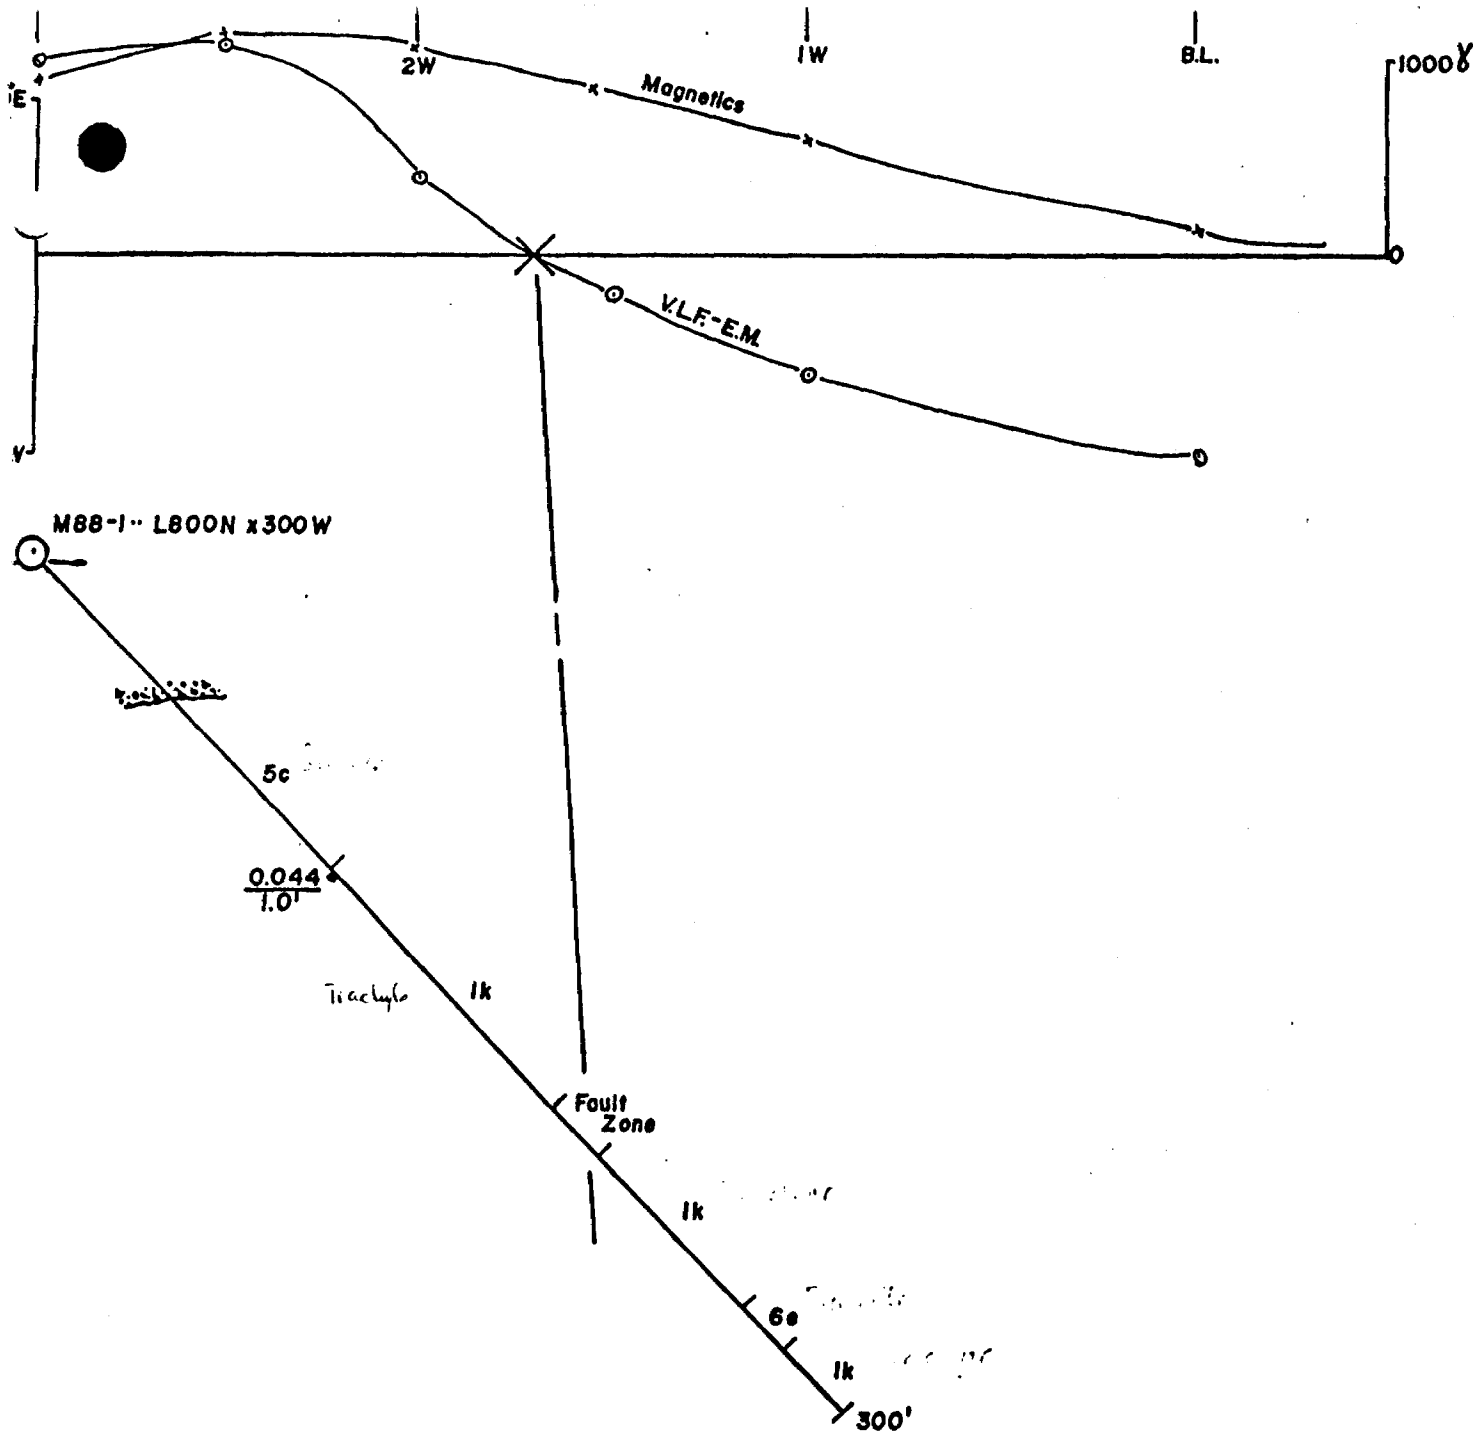 2W
1W
B.L.
1000γ
Magnetics
E
0
V.L.F.-E.M.
M88-1·· L800N x300W
5c
0.044
1.0'
1k
Fault
Zone
1k
6e
1k
300'